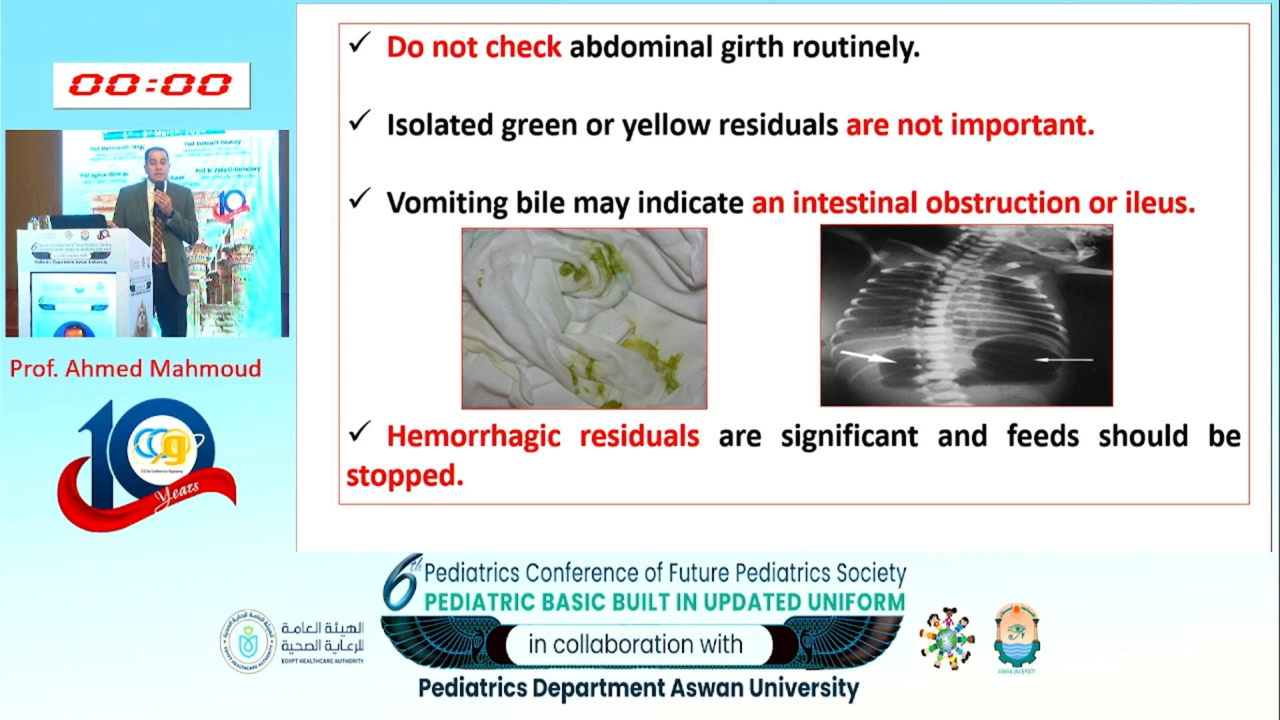 00:00
Prof. Ahmed Mahmoud
10
Years
✓ Do not check abdominal girth routinely.
✓ Isolated green or yellow residuals are not important.
✓ Vomiting bile may indicate an intestinal obstruction or ileus.
✓ Hemorrhagic residuals are significant and feeds should be
stopped.
6th Pediatrics Conference of Future Pediatrics Society
PEDIATRIC BASIC BUILT IN UPDATED UNIFORM
in collaboration with
Pediatrics Department Aswan University
الهيئة العامة
للرعاية الصحية
EGYPT HEALTHCARE AUTHORITY
ASWAN UNIVERSITY